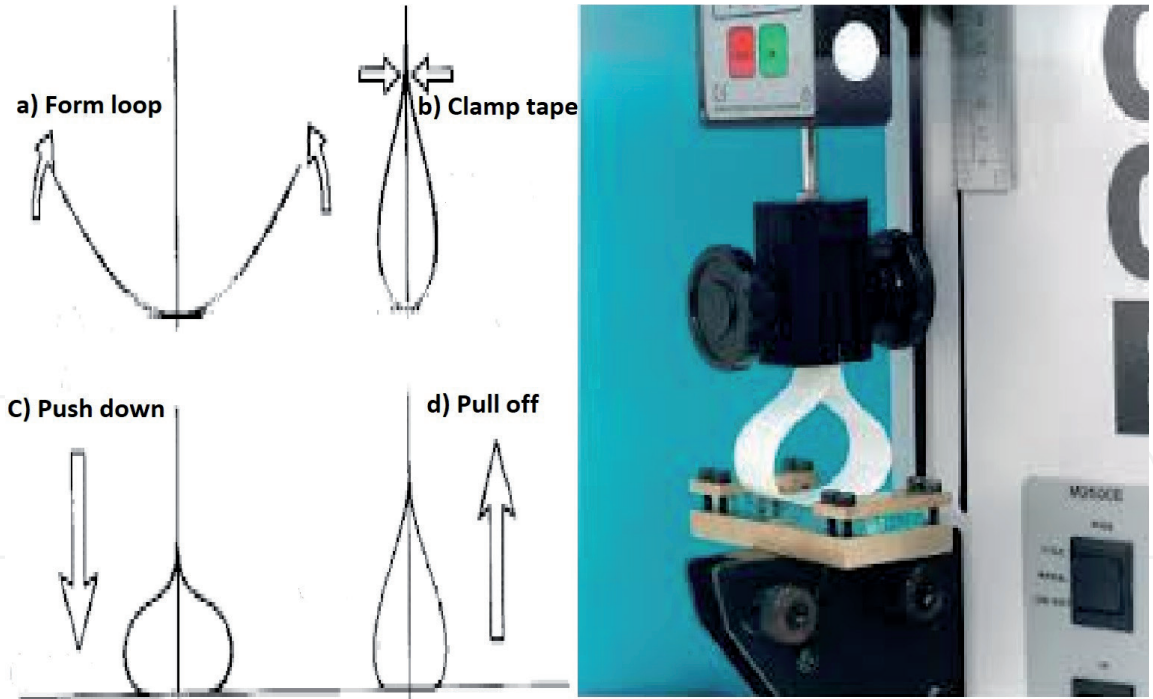 a) Form loop
b) Clamp tape
C) Push down
d) Pull off
M250CE